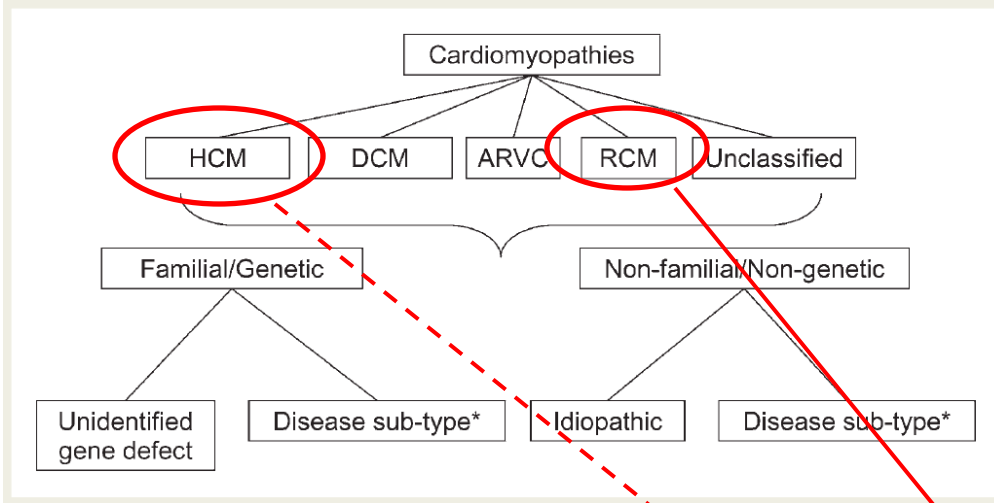 Cardiomyopathies
HCM
DCM
ARVC
RCM
Unclassified
Familial/Genetic
Non-familial/Non-genetic
Unidentified
gene defect
Disease sub-type*
Idiopathic
Disease sub-type*